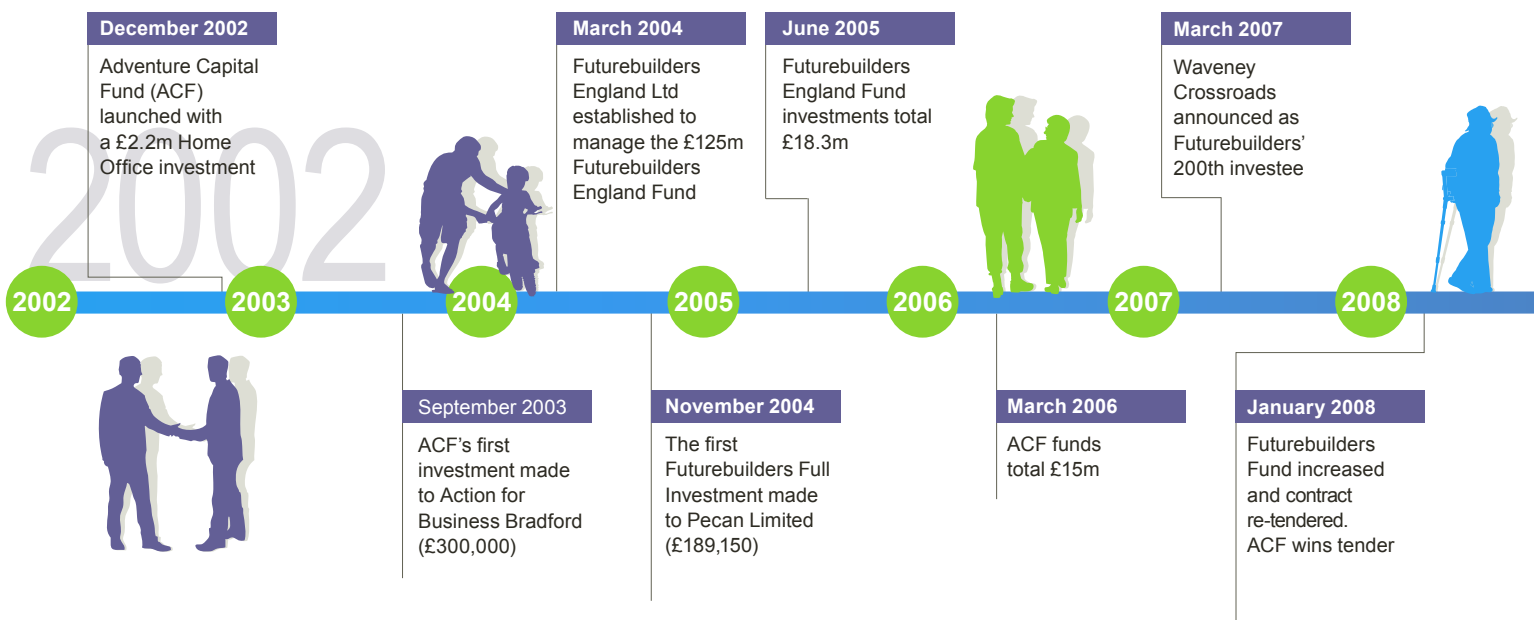 December 2002
Adventure Capital
Fund (ACF)
launched with
a £2.2m Home
Office investment
March 2004
Futurebuilders
England Ltd
established to
manage the £125m
Futurebuilders
England Fund
June 2005
Futurebuilders
England Fund
investments total
£18.3m
March 2007
Waveney
Crossroads
announced as
Futurebuilders’
200th investee
2002
2002
2003
2004
2005
2006
2007
2008
September 2003
ACF’s first
investment made
to Action for
Business Bradford
(£300,000)
November 2004
The first
Futurebuilders Full
Investment made
to Pecan Limited
(£189,150)
March 2006
ACF funds
total £15m
January 2008
Futurebuilders
Fund increased
and contract
re-tendered.
ACF wins tender